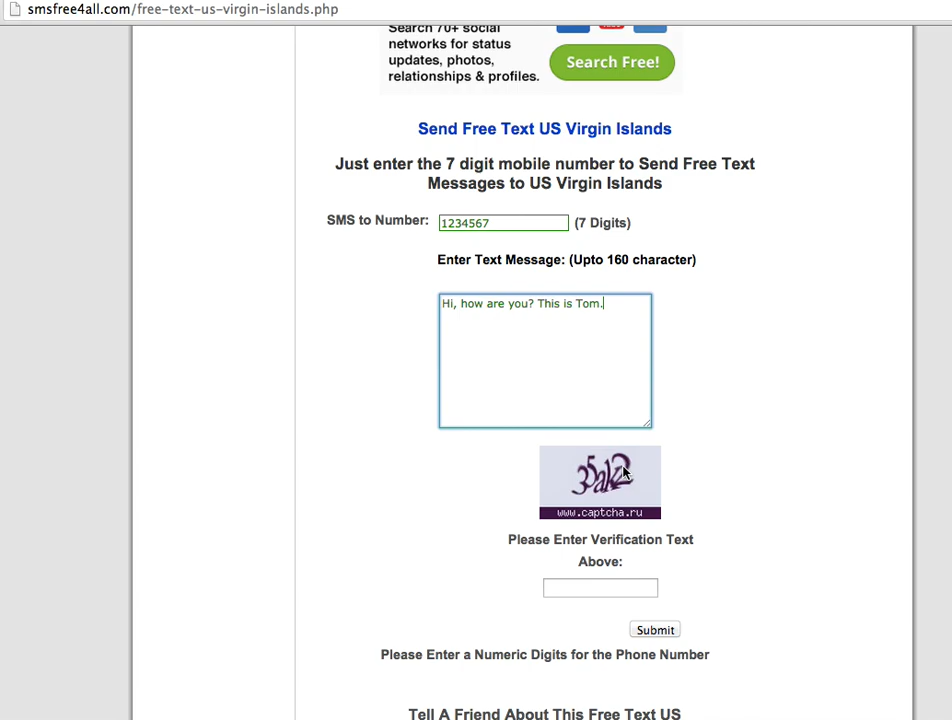 smsfree4all.com/free-text-us-virgin-islands.php
Search 70+ social
networks for status
updates, photos,
relationships & profiles.
Search Free!
Send Free Text US Virgin Islands
Just enter the 7 digit mobile number to Send Free Text
Messages to US Virgin Islands
SMS to Number: 1234567 (7 Digits)
Enter Text Message: (Upto 160 character)
Hi, how are you? This is Tom.
35ak2
www.captcha.ru
Please Enter Verification Text
Above:
Submit
Please Enter a Numeric Digits for the Phone Number
Tell A Friend About This Free Text US